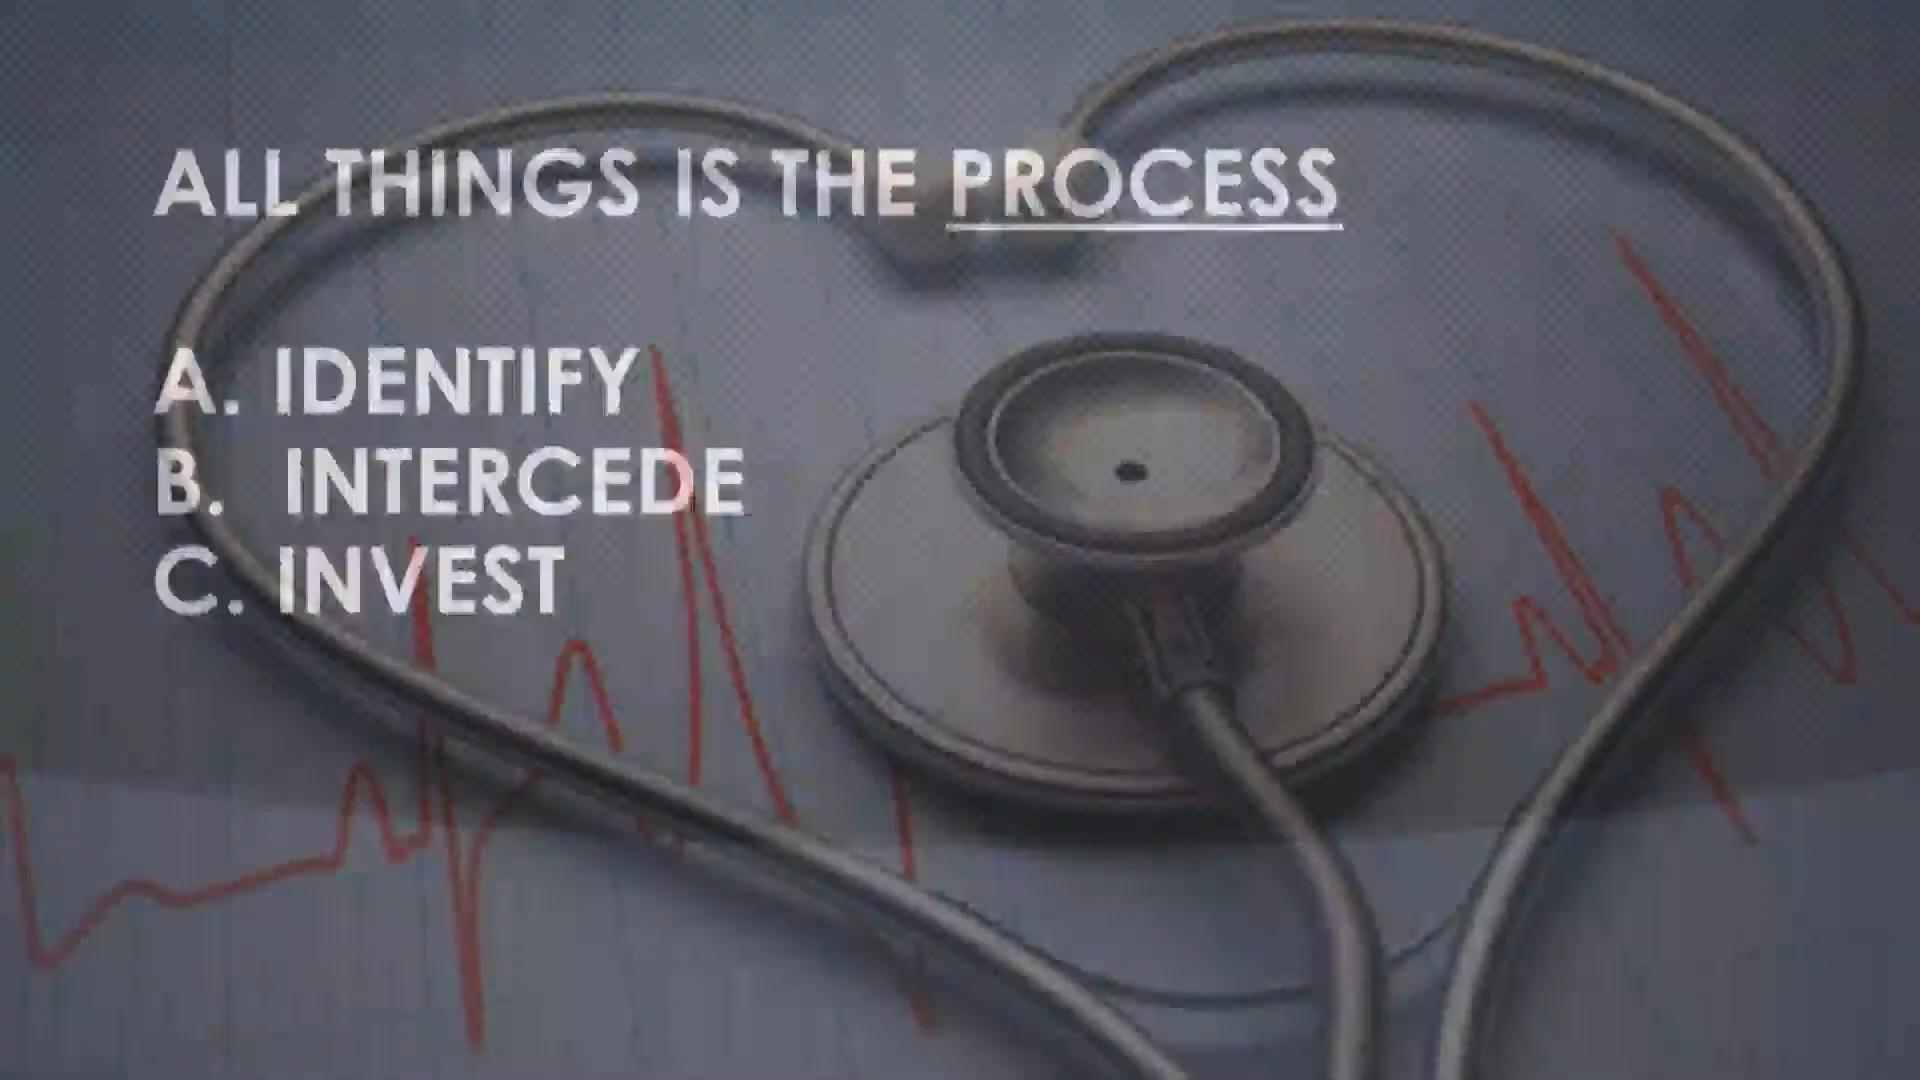 ALL THINGS IS THE PROCESS
A. IDENTIFY
B. INTERCEDE
C. INVEST